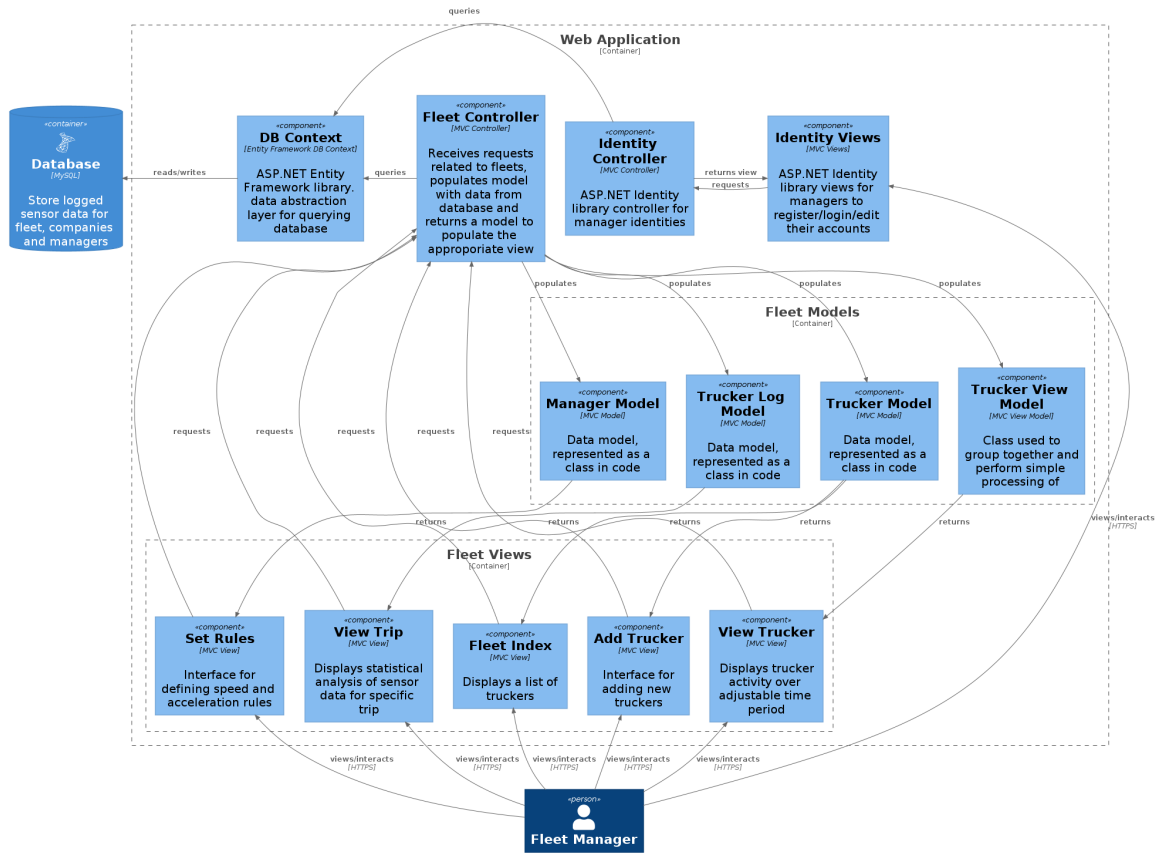 queries
Web Application
[Container]
«container»
Database
[MySQL]
Store logged
sensor data for
fleet, companies
and managers
reads/writes
«component»
DB Context
[Entity Framework DB Context]
ASP.NET Entity
Framework library.
data abstraction
layer for querying
database
queries
«component»
Fleet Controller
[MVC Controller]
Receives requests
related to fleets,
populates model
with data from
database and
returns a model to
populate the
approporiate view
«component»
Identity
Controller
[MVC Controller]
ASP.NET Identity
library controller for
manager identities
returns view
requests
«component»
Identity Views
[MVC Views]
ASP.NET Identity
library views for
managers to
register/login/edit
their accounts
populates
populates
populates
populates
Fleet Models
[Container]
«component»
Manager Model
[MVC Model]
Data model,
represented as a
class in code
«component»
Trucker Log
Model
[MVC Model]
Data model,
represented as a
class in code
«component»
Trucker Model
[MVC Model]
Data model,
represented as a
class in code
«component»
Trucker View
Model
[MVC View Model]
Class used to
group together and
perform simple
processing of
requests
requests
requests
requests
requests
returns
returns
returns
returns
returns
views/interacts
[HTTPS]
Fleet Views
[Container]
«component»
Set Rules
[MVC View]
Interface for
defining speed and
acceleration rules
«component»
View Trip
[MVC View]
Displays statistical
analysis of sensor
data for specific
trip
«component»
Fleet Index
[MVC View]
Displays a list of
truckers
«component»
Add Trucker
[MVC View]
Interface for
adding new
truckers
«component»
View Trucker
[MVC View]
Displays trucker
activity over
adjustable time
period
views/interacts
[HTTPS]
views/interacts
[HTTPS]
views/interacts
[HTTPS]
views/interacts
[HTTPS]
views/interacts
[HTTPS]
«person»
Fleet Manager